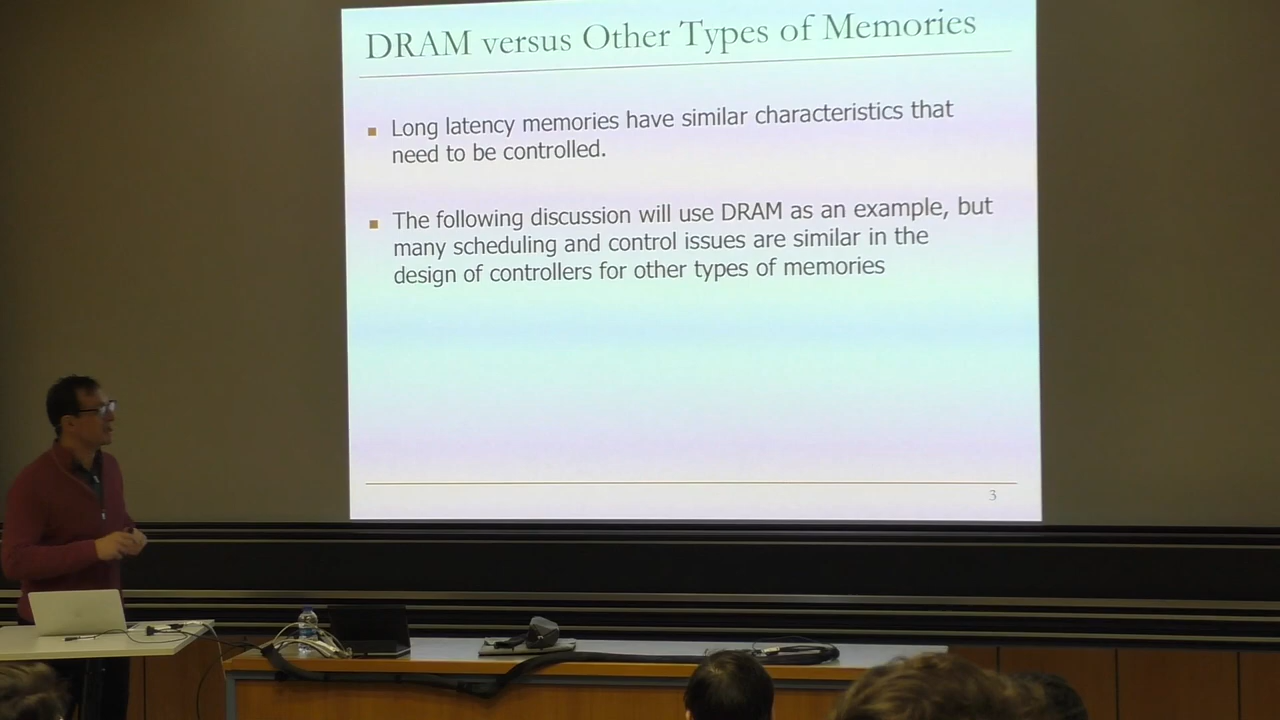 DRAM versus Other Types of Memories
Long latency memories have similar characteristics that
need to be controlled.
The following discussion will use DRAM as an example, but
many scheduling and control issues are similar in the
design of controllers for other types of memories
3